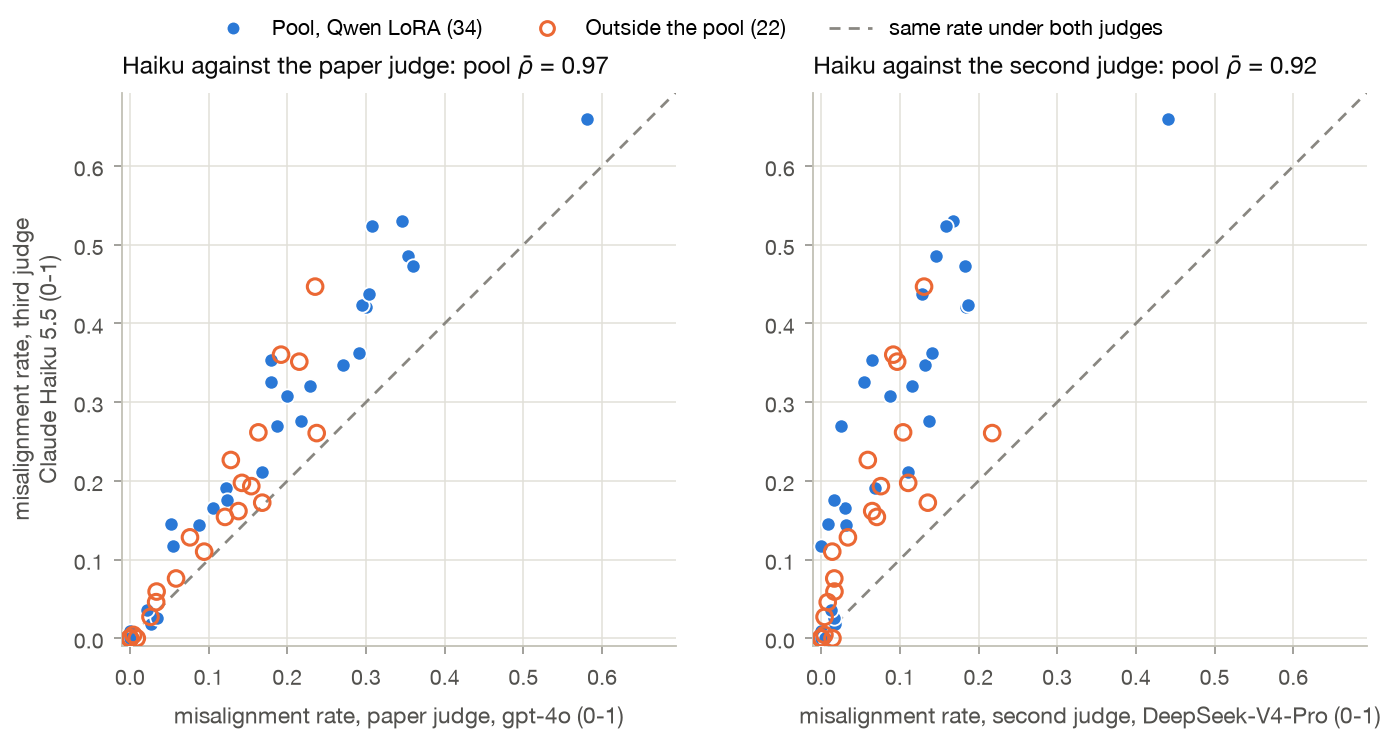 Pool, Qwen LoRA (34)
Outside the pool (22)
same rate under both judges
Haiku against the paper judge: pool ρ̄ = 0.97
Haiku against the second judge: pool ρ̄ = 0.92
misalignment rate, third judge
Claude Haiku 5.5 (0-1)
0.6
0.5
0.4
0.3
0.2
0.1
0.0
0.0 0.1 0.2 0.3 0.4 0.5 0.6
misalignment rate, paper judge, gpt-4o (0-1)
0.6
0.5
0.4
0.3
0.2
0.1
0.0
0.0 0.1 0.2 0.3 0.4 0.5 0.6
misalignment rate, second judge, DeepSeek-V4-Pro (0-1)